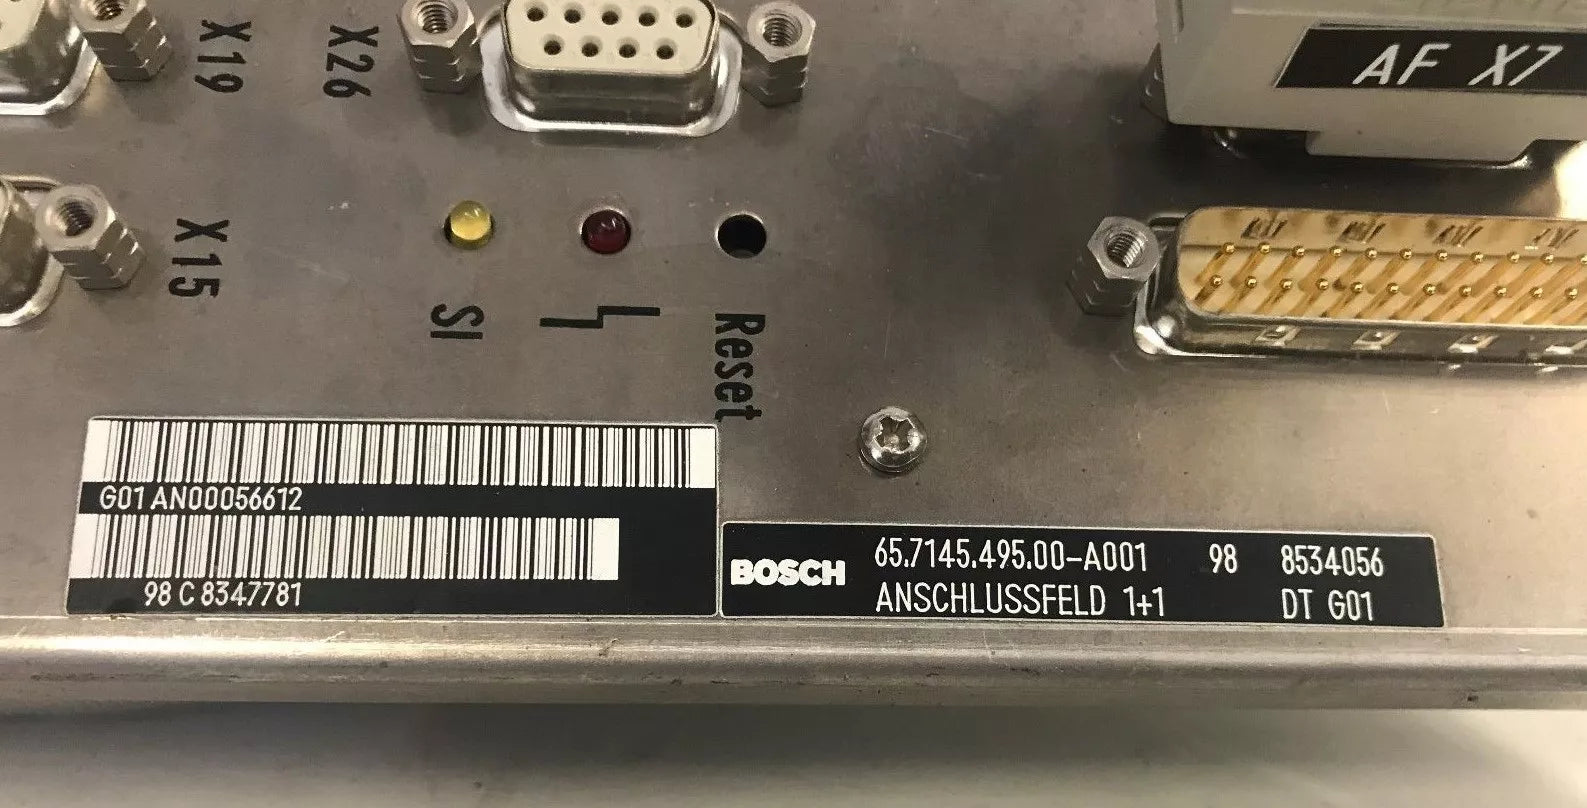 X19
X26
AF X7
X15
SI
Reset
G01 AN00056612
98 C 8347781
BOSCH
65.7145.495.00-A001 98 8534056
ANSCHLUSSFELD 1+1 DT G01